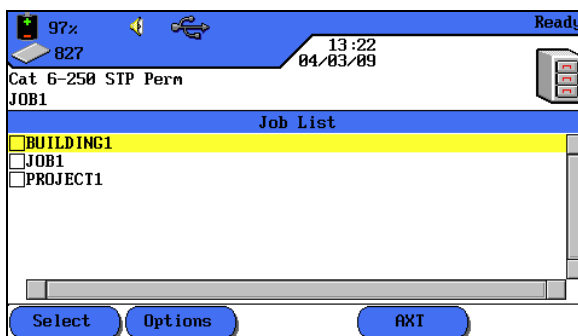 97%
Ready
827
13:22
04/03/09
Cat 6-250 STP Perm
JOB1
Job List
BUILDING1
JOB1
PROJECT1
Select
Options
AXT